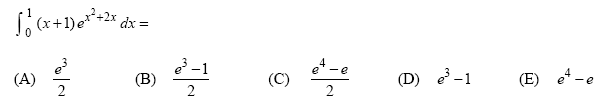 ∫₀¹ (x+1) e^(x²+2x) dx =
(A) e³/2 (B) (e³−1)/2 (C) (e⁴−e)/2 (D) e³−1 (E) e⁴−e